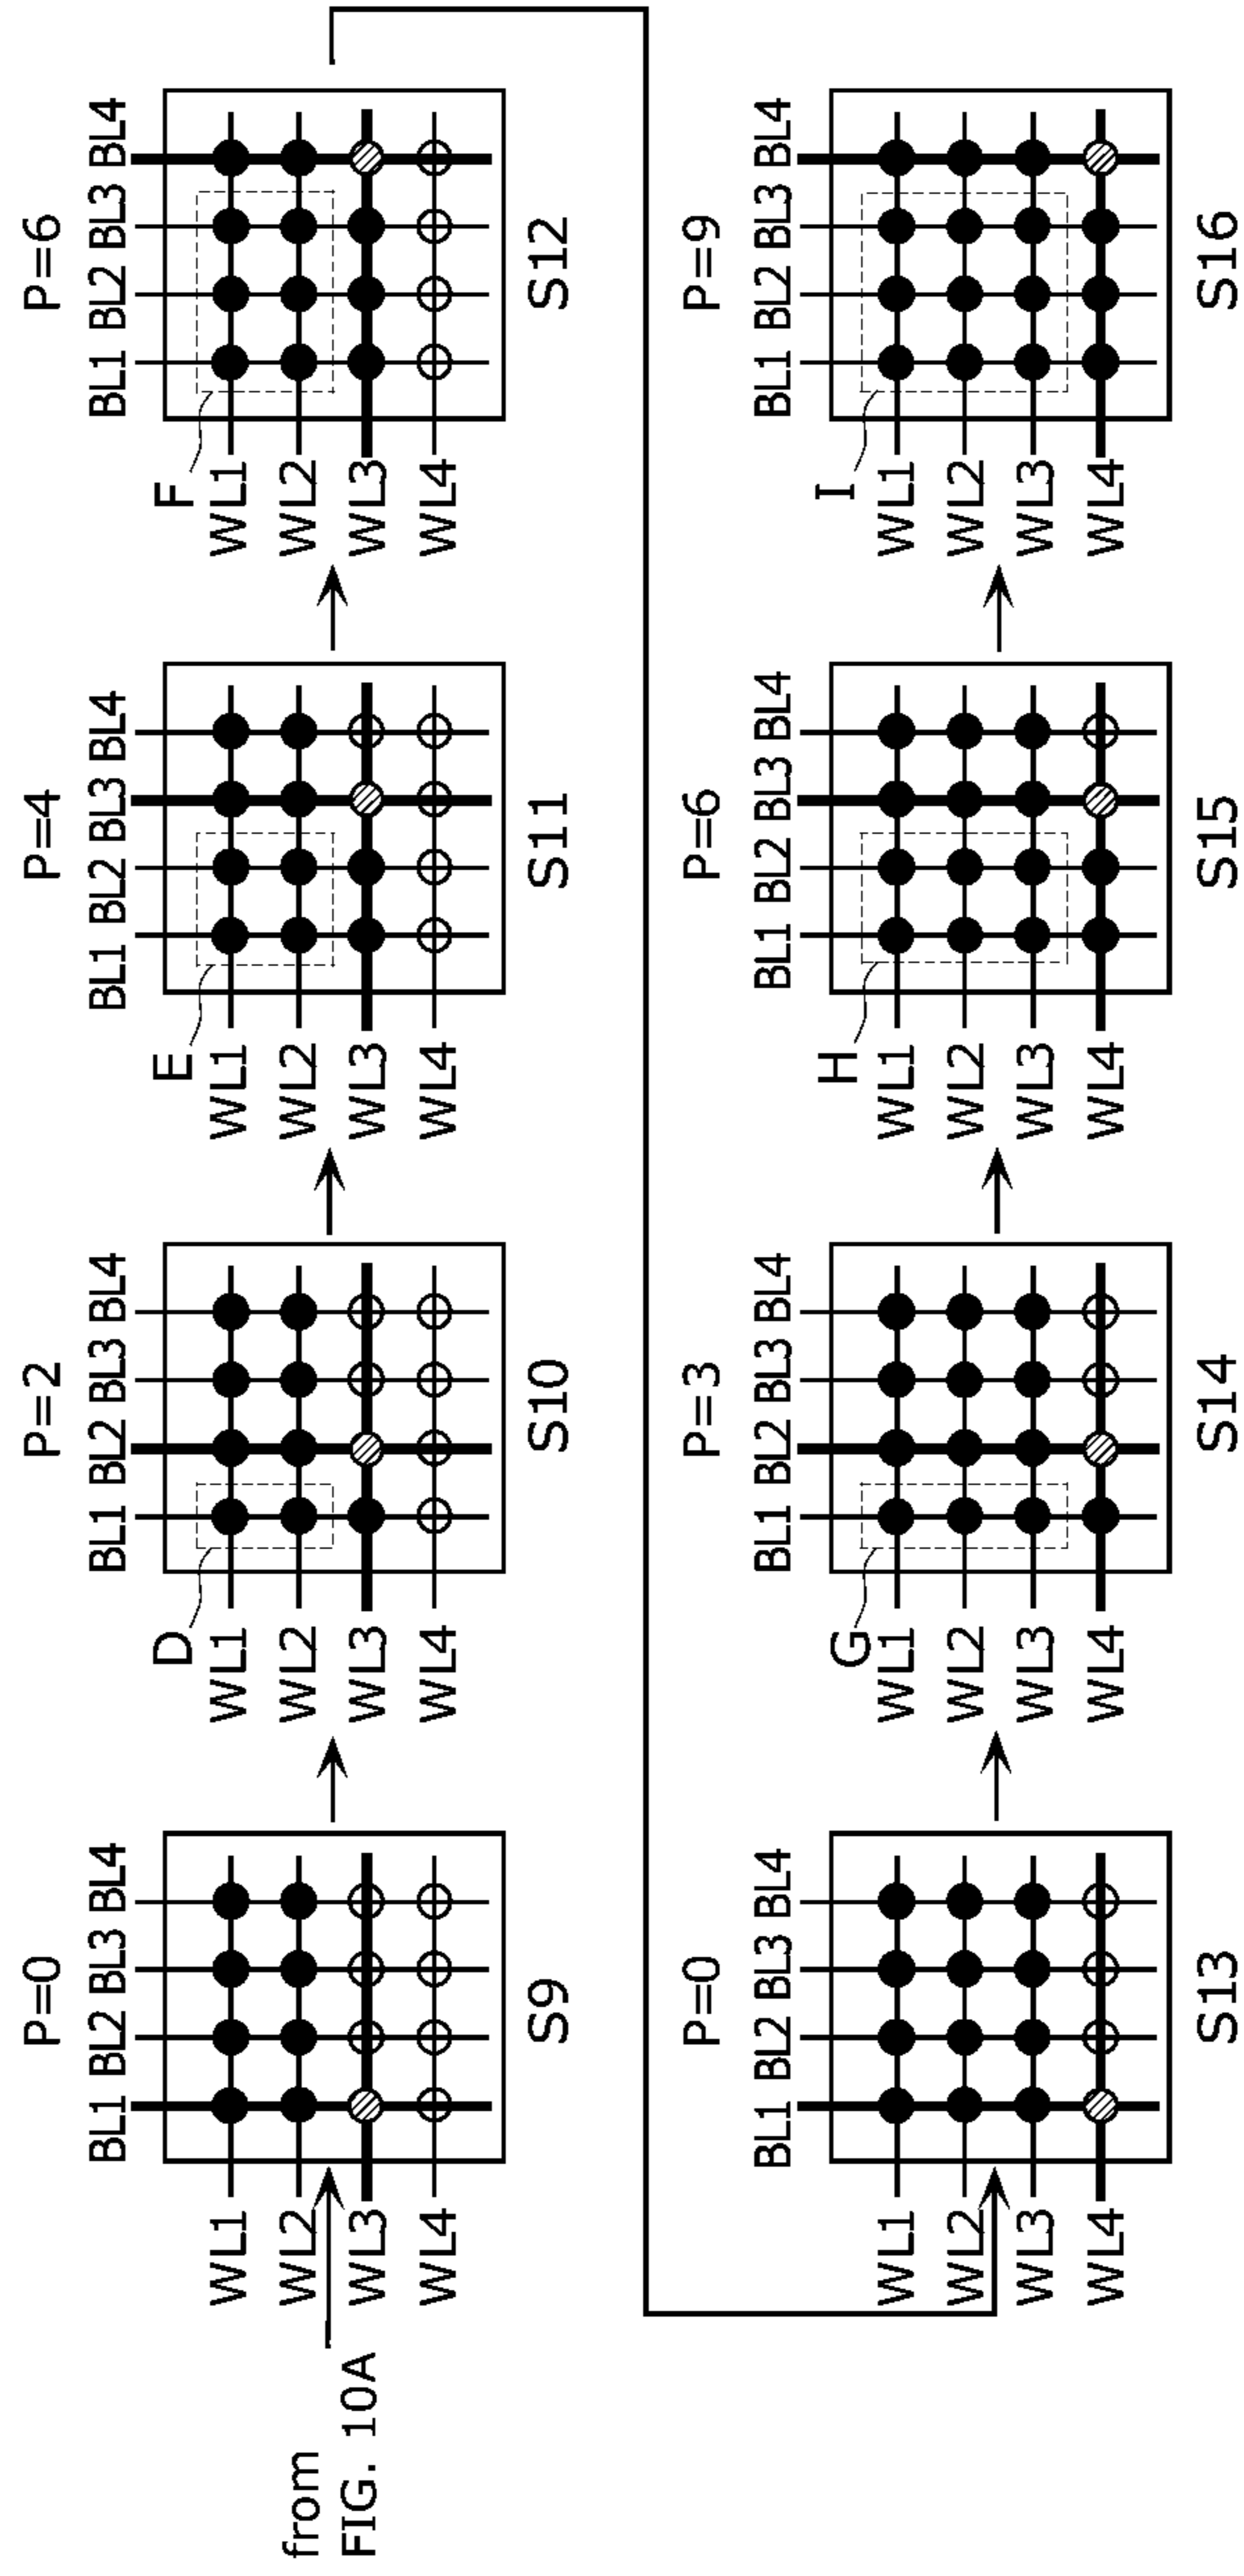 from
FIG. 10A
P=0
BL1 BL2 BL3 BL4
WL1
WL2
WL3
WL4
S9
P=2
BL1 BL2 BL3 BL4
D
WL1
WL2
WL3
WL4
S10
P=4
BL1 BL2 BL3 BL4
E
WL1
WL2
WL3
WL4
S11
P=6
BL1 BL2 BL3 BL4
F
WL1
WL2
WL3
WL4
S12
P=0
BL1 BL2 BL3 BL4
WL1
WL2
WL3
WL4
S13
P=3
BL1 BL2 BL3 BL4
G
WL1
WL2
WL3
WL4
S14
P=6
BL1 BL2 BL3 BL4
H
WL1
WL2
WL3
WL4
S15
P=9
BL1 BL2 BL3 BL4
I
WL1
WL2
WL3
WL4
S16